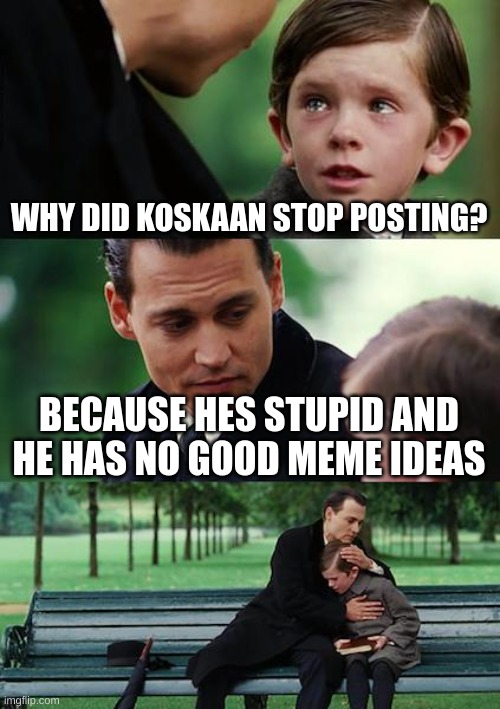 WHY DID KOSKAAN STOP POSTING?
BECAUSE HES STUPID AND
HE HAS NO GOOD MEME IDEAS
imgflip.com